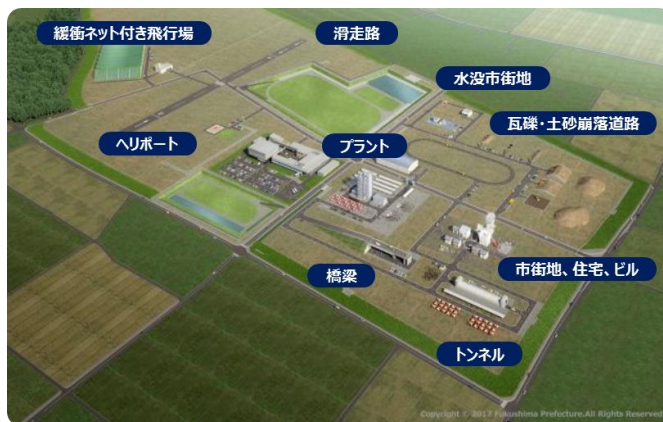 緩衝ネット付き飛行場
滑走路
水没市街地
瓦礫・土砂崩落道路
ヘリポート
プラント
市街地、住宅、ビル
橋梁
トンネル
Copyright © 2017 Fukushima Prefecture.All Rights Reserved